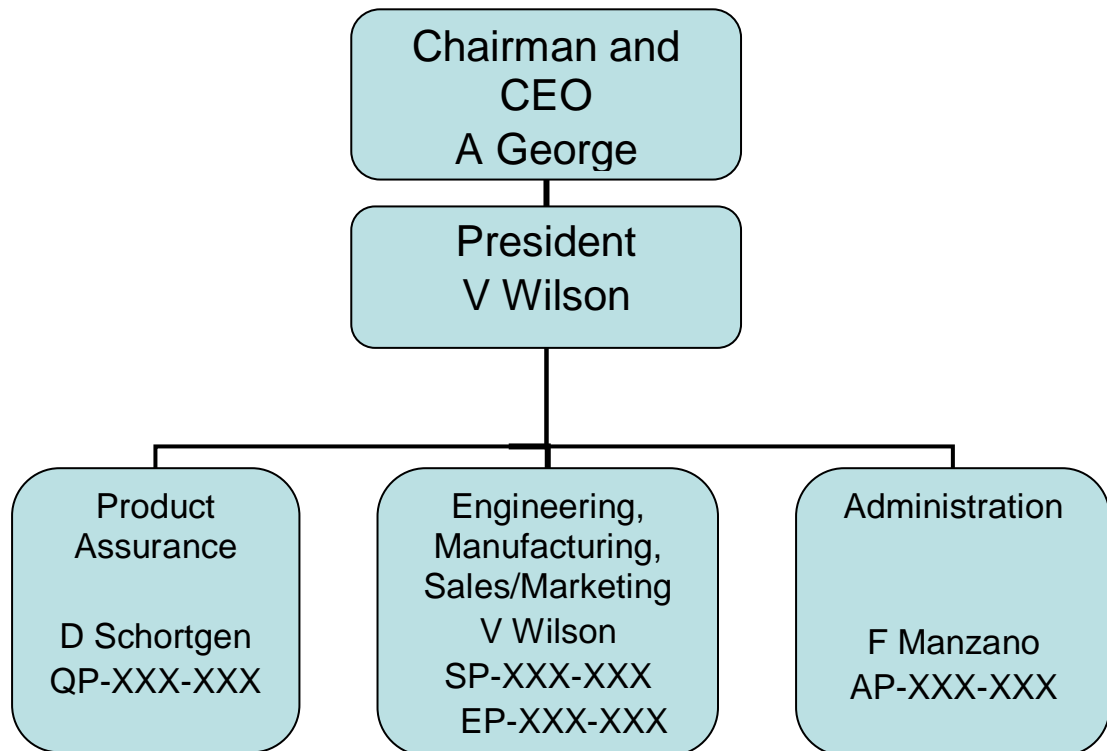 Chairman and
CEO
A George
President
V Wilson
Product
Assurance
D Schortgen
QP-XXX-XXX
Engineering,
Manufacturing,
Sales/Marketing
V Wilson
SP-XXX-XXX
EP-XXX-XXX
Administration
F Manzano
AP-XXX-XXX